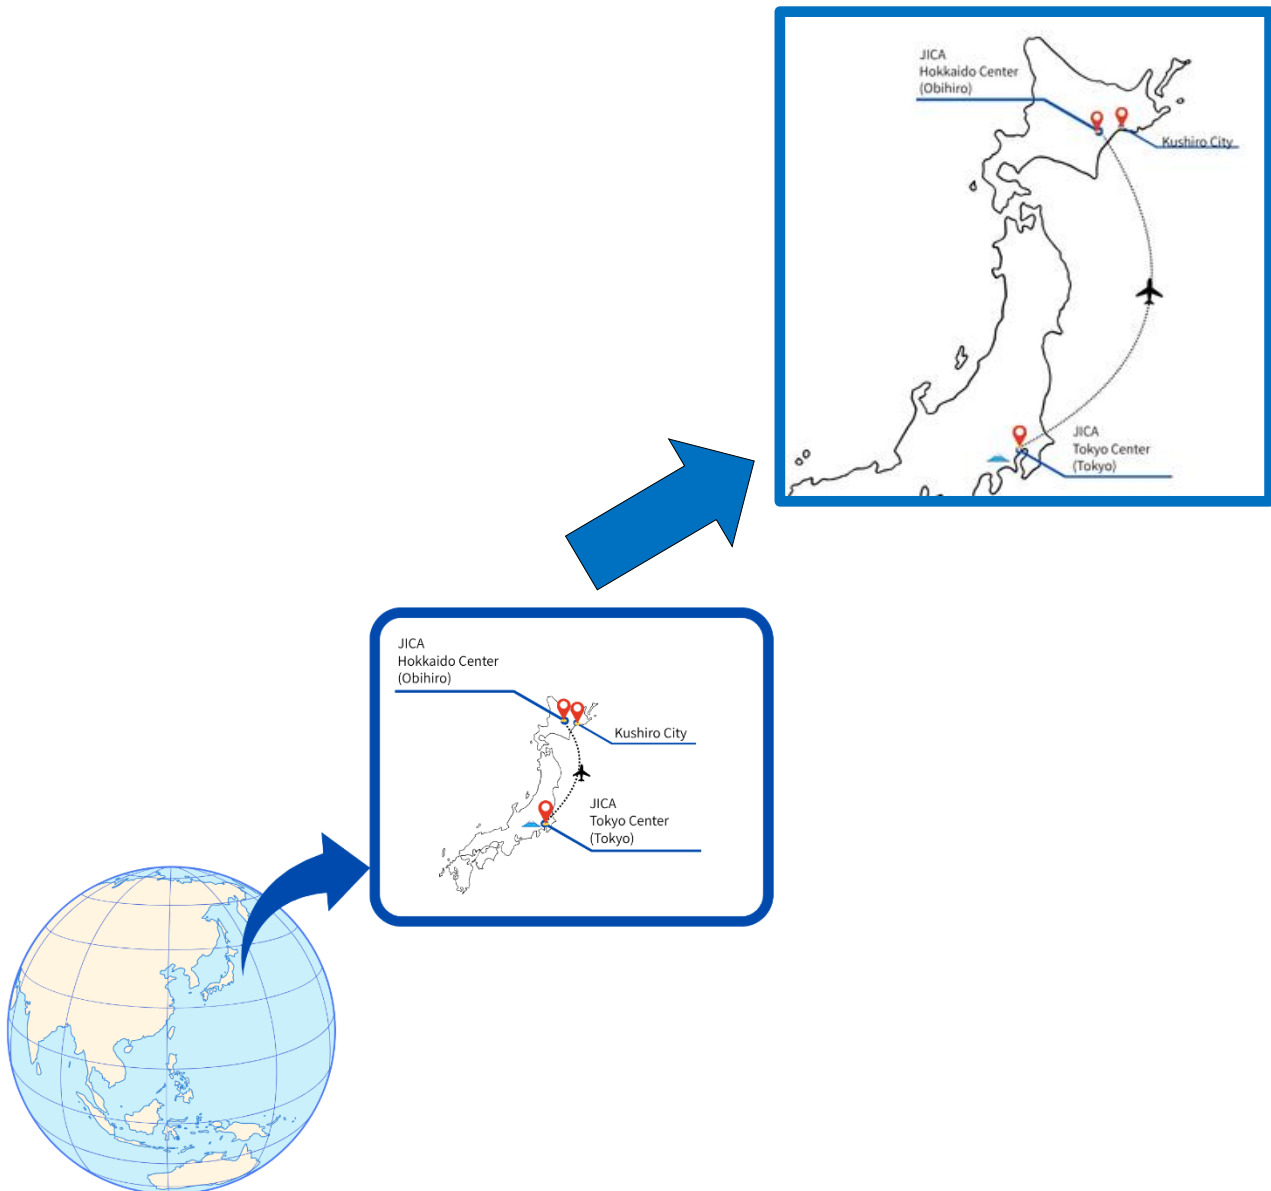 JICA
Hokkaido Center
(Obihiro)
Kushiro City
JICA
Tokyo Center
(Tokyo)
JICA
Hokkaido Center
(Obihiro)
Kushiro City
JICA
Tokyo Center
(Tokyo)